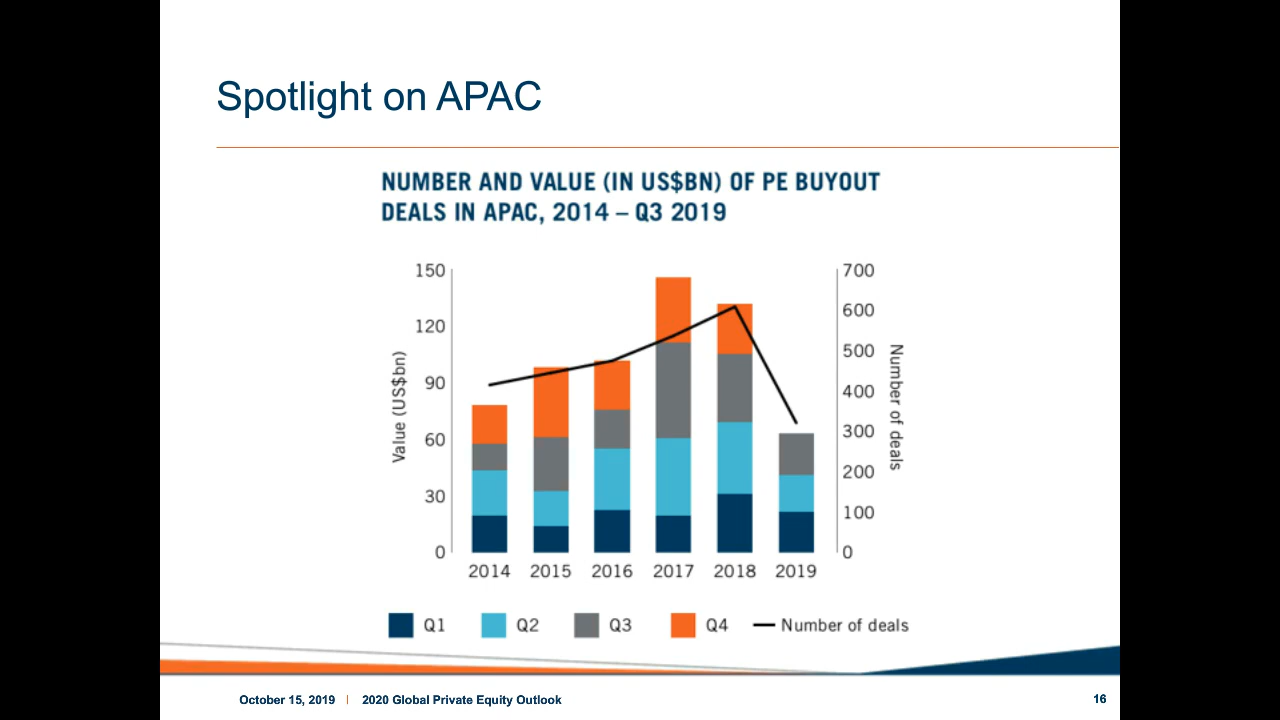 Spotlight on APAC
NUMBER AND VALUE (IN US$BN) OF PE BUYOUT
DEALS IN APAC, 2014 – Q3 2019
150
120
90
60
30
0
Value (US$bn)
700
600
500
400
300
200
100
0
Number of deals
2014 2015 2016 2017 2018 2019
Q1 Q2 Q3 Q4 Number of deals
October 15, 2019 | 2020 Global Private Equity Outlook 16